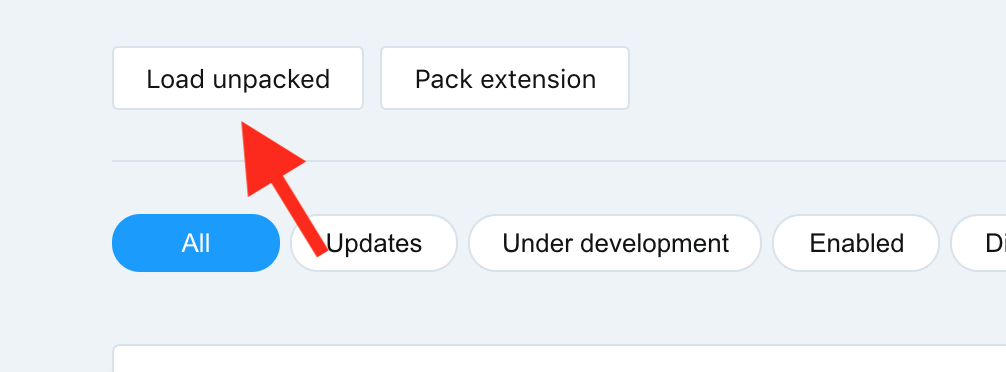 Load unpacked Pack extension
All Updates Under development Enabled